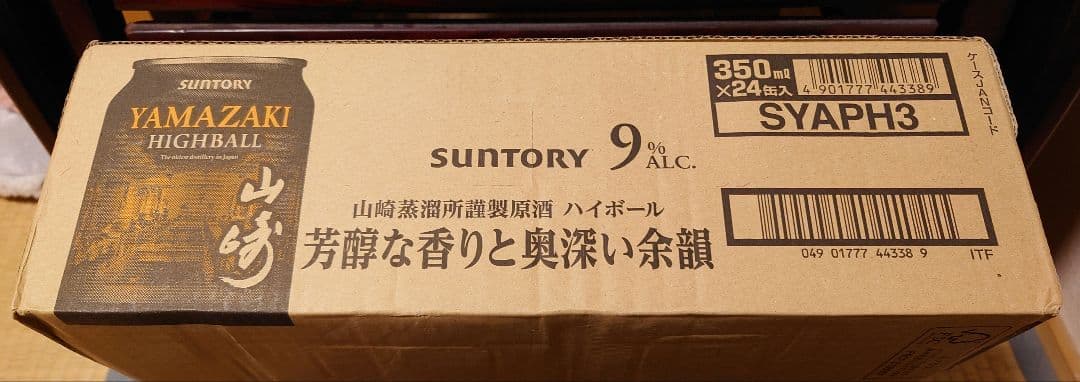 SUNTORY
YAMAZAKI
HIGHBALL
The oldest distillery in Japan
山崎
SUNTORY 9% ALC.
山崎蒸溜所謹製原酒 ハイボール
芳醇な香りと奥深い余韻
350ml
×24缶入
4 901777 443389
SYAPH3
ケースJANコード
049 01777 44338 9 ITF